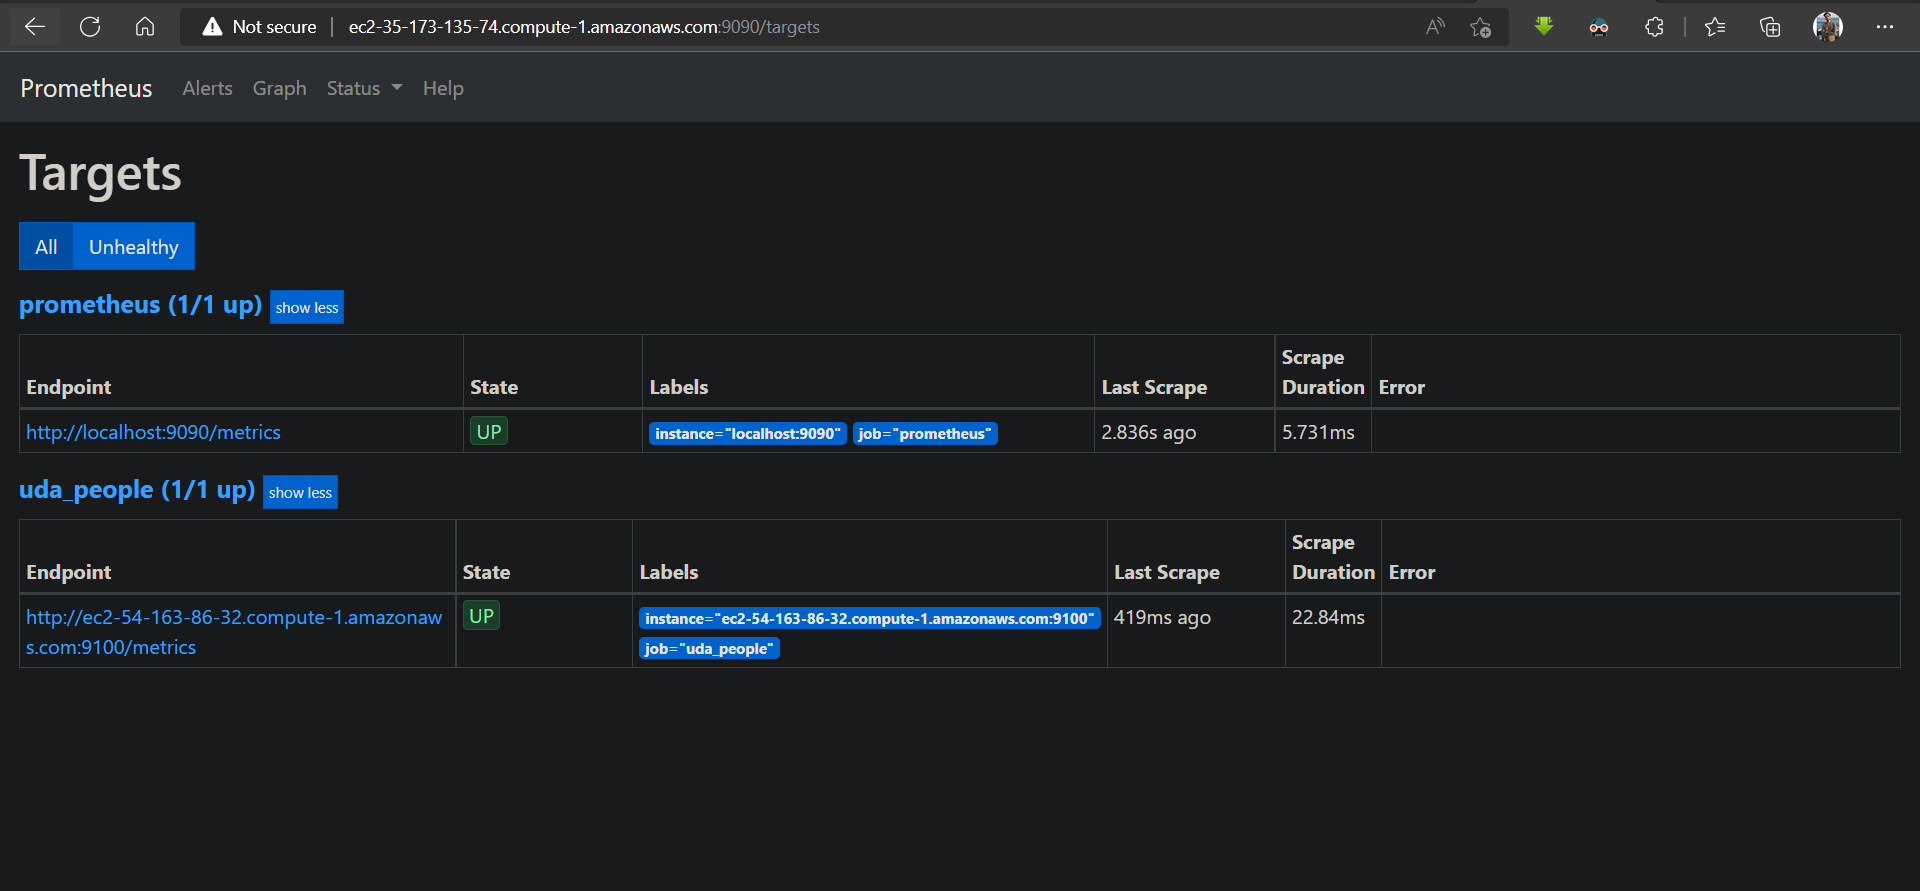 Not secure | ec2-35-173-135-74.compute-1.amazonaws.com:9090/targets
Prometheus Alerts Graph Status Help
Targets
All Unhealthy
prometheus (1/1 up) show less
Endpoint State Labels Last Scrape Scrape Duration Error
http://localhost:9090/metrics UP instance="localhost:9090" job="prometheus" 2.836s ago 5.731ms
uda_people (1/1 up) show less
Endpoint State Labels Last Scrape Scrape Duration Error
http://ec2-54-163-86-32.compute-1.amazonaw UP instance="ec2-54-163-86-32.compute-1.amazonaws.com:9100" 419ms ago 22.84ms
s.com:9100/metrics job="uda_people"